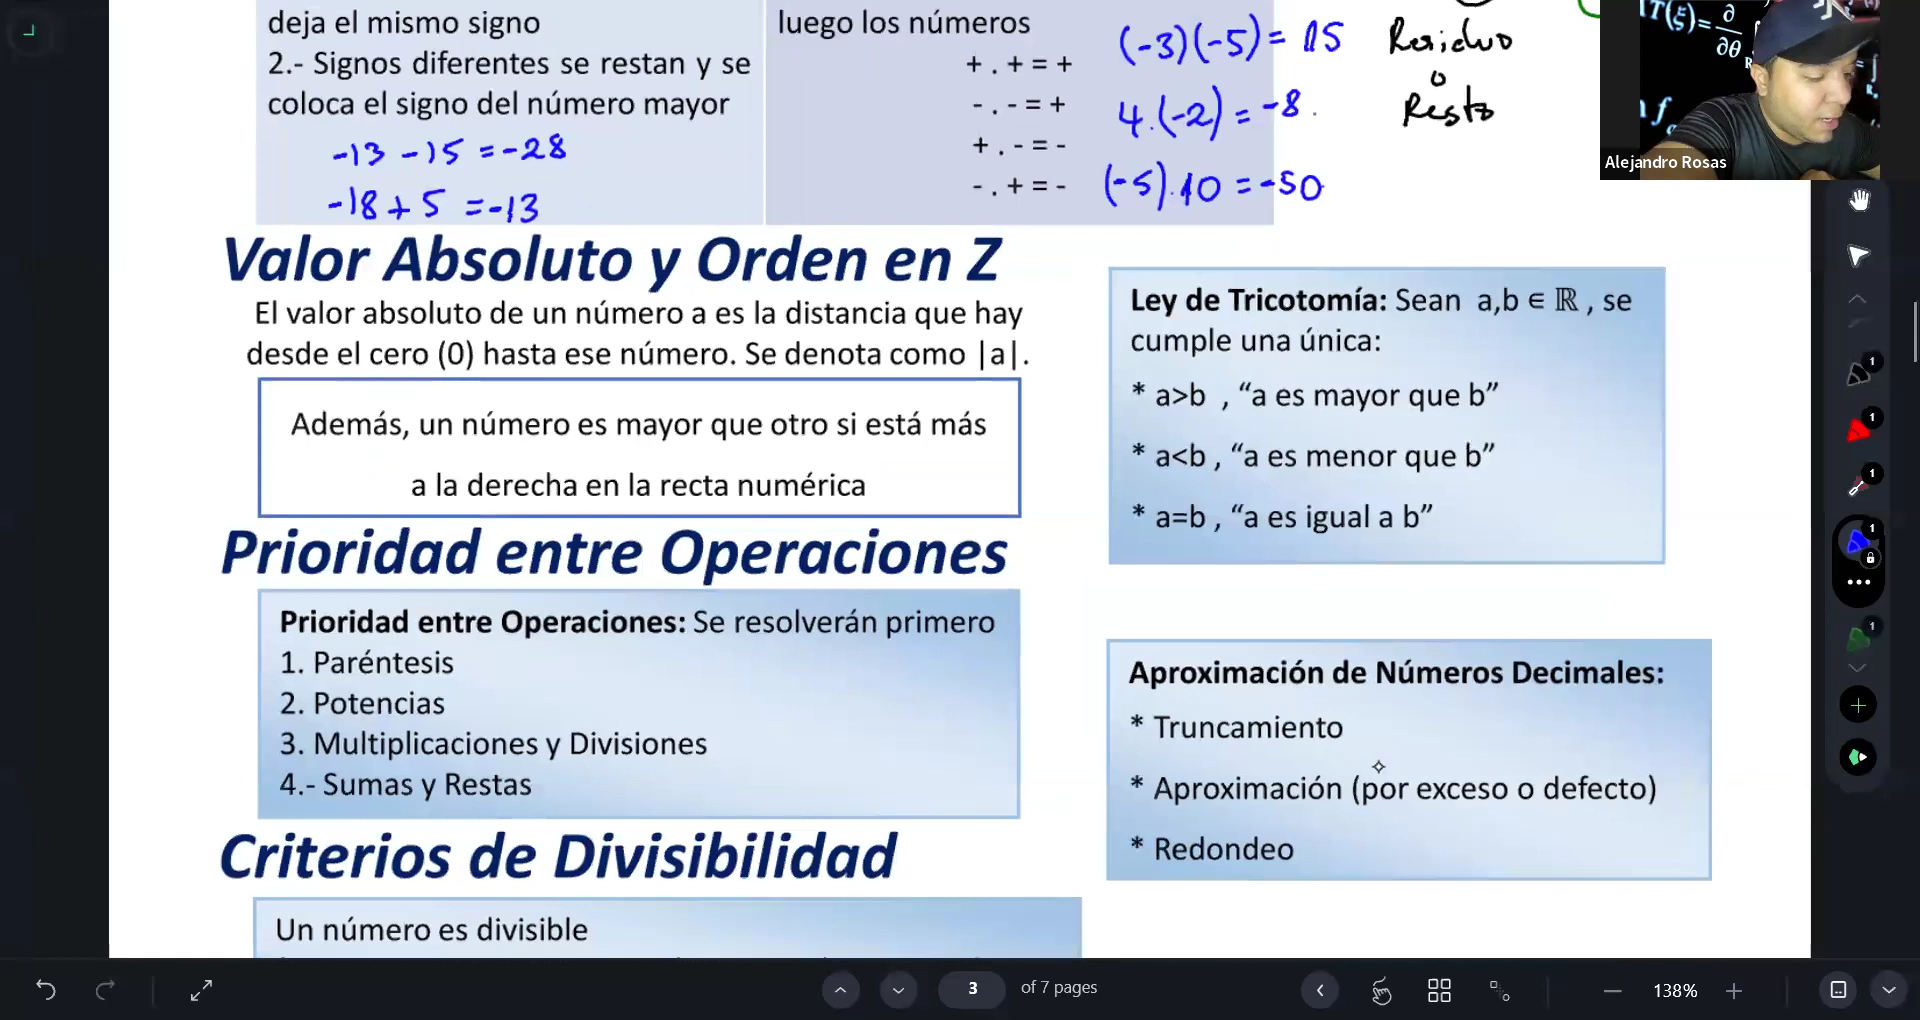 deja el mismo signo
2.- Signos diferentes se restan y se
coloca el signo del número mayor
-13 -15 = -28
-18 + 5 = -13
luego los números
+ . + = +
- . - = +
+ . - = -
- . + = -
(-3)(-5) = 15
4.(-2) = -8.
(-5).10 = -50
Residuo
o
Resto
Alejandro Rosas
Valor Absoluto y Orden en Z
El valor absoluto de un número a es la distancia que hay
desde el cero (0) hasta ese número. Se denota como |a|.
Además, un número es mayor que otro si está más
a la derecha en la recta numérica
Ley de Tricotomía: Sean a,b ∈ ℝ , se
cumple una única:
* a>b , “a es mayor que b”
* a<b , “a es menor que b”
* a=b , “a es igual a b”
Prioridad entre Operaciones
Prioridad entre Operaciones: Se resolverán primero
1. Paréntesis
2. Potencias
3. Multiplicaciones y Divisiones
4.- Sumas y Restas
Aproximación de Números Decimales:
* Truncamiento
* Aproximación (por exceso o defecto)
* Redondeo
Criterios de Divisibilidad
Un número es divisible
1
1
1
1
1
3 of 7 pages
138%